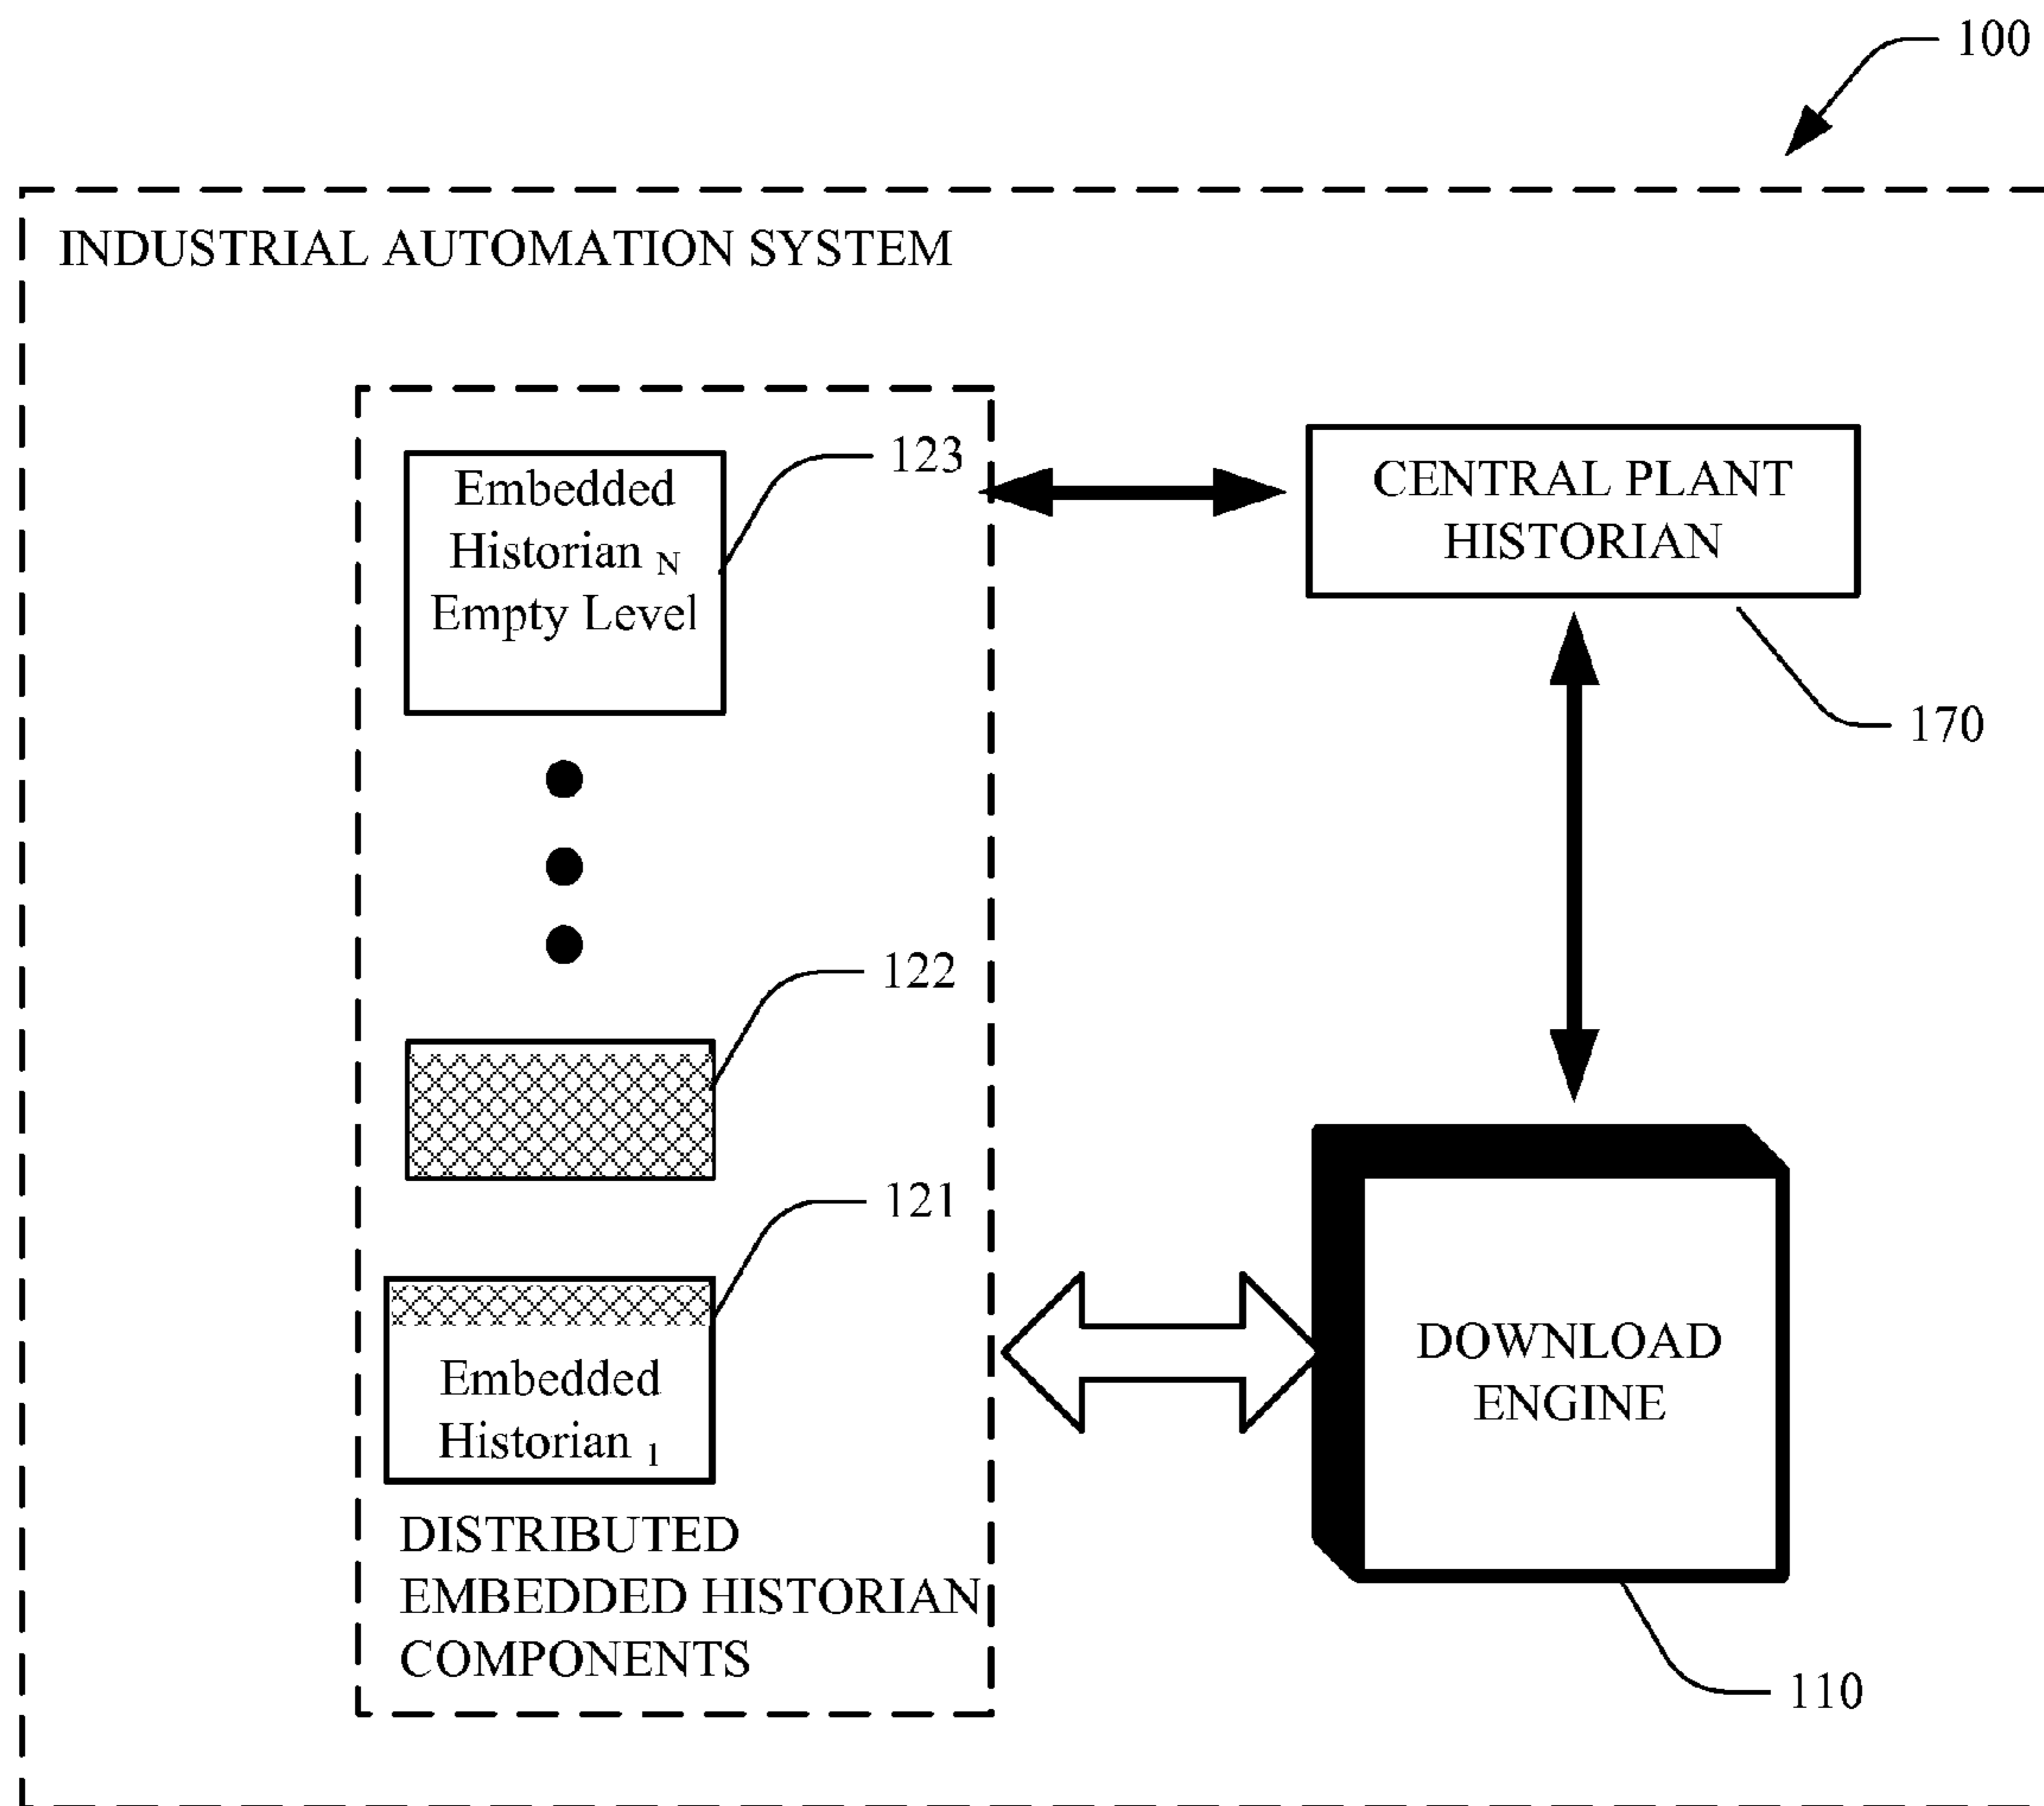 100
INDUSTRIAL AUTOMATION SYSTEM
Embedded
Historian N
Empty Level
123
CENTRAL PLANT
HISTORIAN
170
122
121
Embedded
Historian 1
DISTRIBUTED
EMBEDDED HISTORIAN
COMPONENTS
DOWNLOAD
ENGINE
110